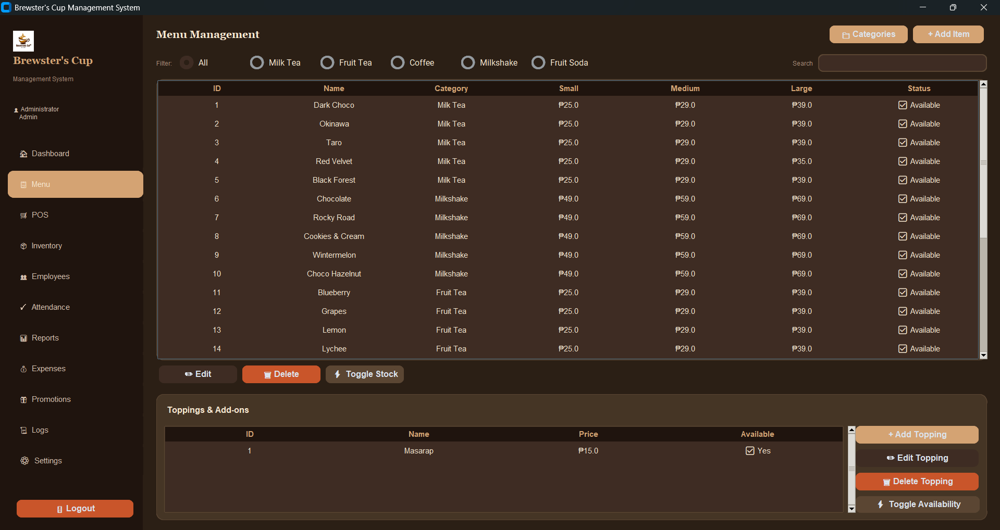 Brewster's Cup Management System
Brewster's Cup
Management System
Administrator
Admin
Dashboard
Menu
POS
Inventory
Employees
Attendance
Reports
Expenses
Promotions
Logs
Settings
Logout
Menu Management
Categories
+ Add Item
Filter: All Milk Tea Fruit Tea Coffee Milkshake Fruit Soda
Search
ID Name Category Small Medium Large Status
1 Dark Choco Milk Tea ₱25.0 ₱29.0 ₱39.0 Available
2 Okinawa Milk Tea ₱25.0 ₱29.0 ₱39.0 Available
3 Taro Milk Tea ₱25.0 ₱29.0 ₱39.0 Available
4 Red Velvet Milk Tea ₱25.0 ₱29.0 ₱35.0 Available
5 Black Forest Milk Tea ₱25.0 ₱29.0 ₱39.0 Available
6 Chocolate Milkshake ₱49.0 ₱59.0 ₱69.0 Available
7 Rocky Road Milkshake ₱49.0 ₱59.0 ₱69.0 Available
8 Cookies & Cream Milkshake ₱49.0 ₱59.0 ₱69.0 Available
9 Wintermelon Milkshake ₱49.0 ₱59.0 ₱69.0 Available
10 Choco Hazelnut Milkshake ₱49.0 ₱59.0 ₱69.0 Available
11 Blueberry Fruit Tea ₱25.0 ₱29.0 ₱39.0 Available
12 Grapes Fruit Tea ₱25.0 ₱29.0 ₱39.0 Available
13 Lemon Fruit Tea ₱25.0 ₱29.0 ₱39.0 Available
14 Lychee Fruit Tea ₱25.0 ₱29.0 ₱39.0 Available
Edit
Delete
Toggle Stock
Toppings & Add-ons
ID Name Price Available
1 Masarap ₱15.0 Yes
+ Add Topping
Edit Topping
Delete Topping
Toggle Availability